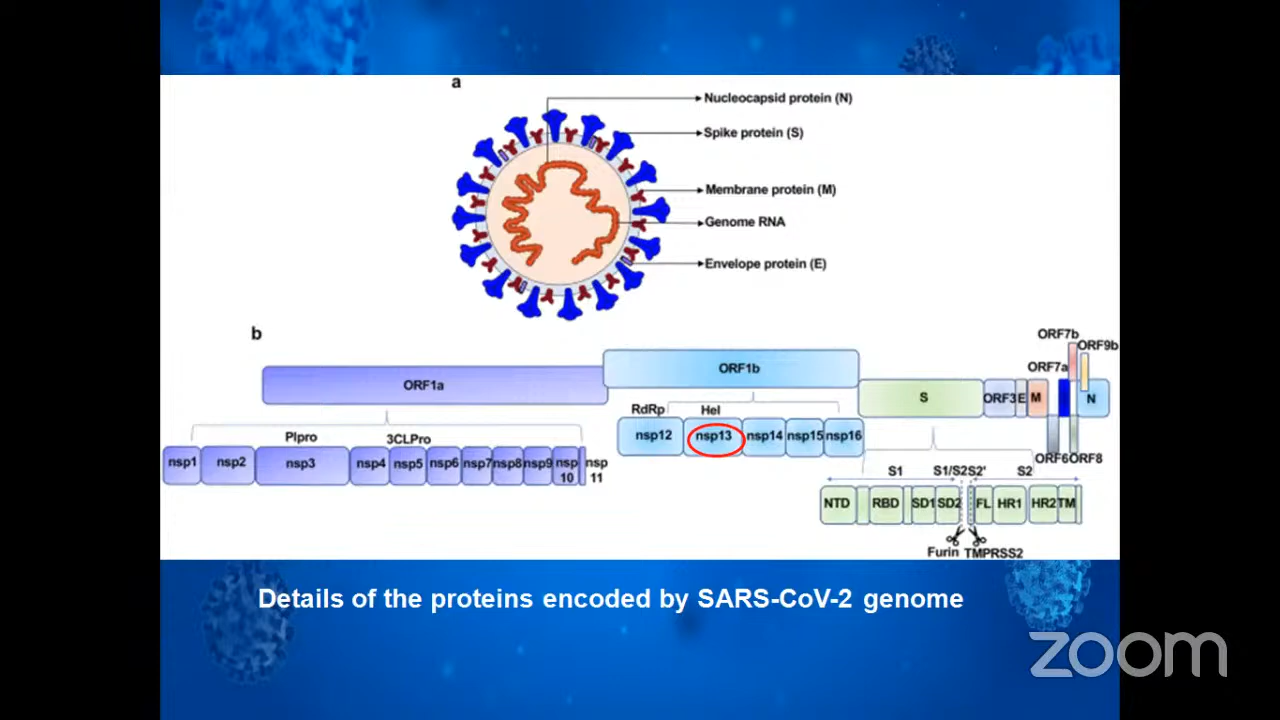 a
Nucleocapsid protein (N)
Spike protein (S)
Membrane protein (M)
Genome RNA
Envelope protein (E)
b
ORF7b
ORF9b
ORF7a
ORF1b
ORF1a
S
ORF3
E
M
N
RdRp
Hel
nsp12
nsp13
nsp14
nsp15
nsp16
Plpro
3CLPro
nsp1
nsp2
nsp3
nsp4
nsp5
nsp6
nsp7
nsp8
nsp9
nsp
10
nsp
11
ORF6
ORF8
S1
S1/S2
S2'
S2
NTD
RBD
SD1
SD2
FL
HR1
HR2
TM
Furin
TMPRSS2
Details of the proteins encoded by SARS-CoV-2 genome
zoom